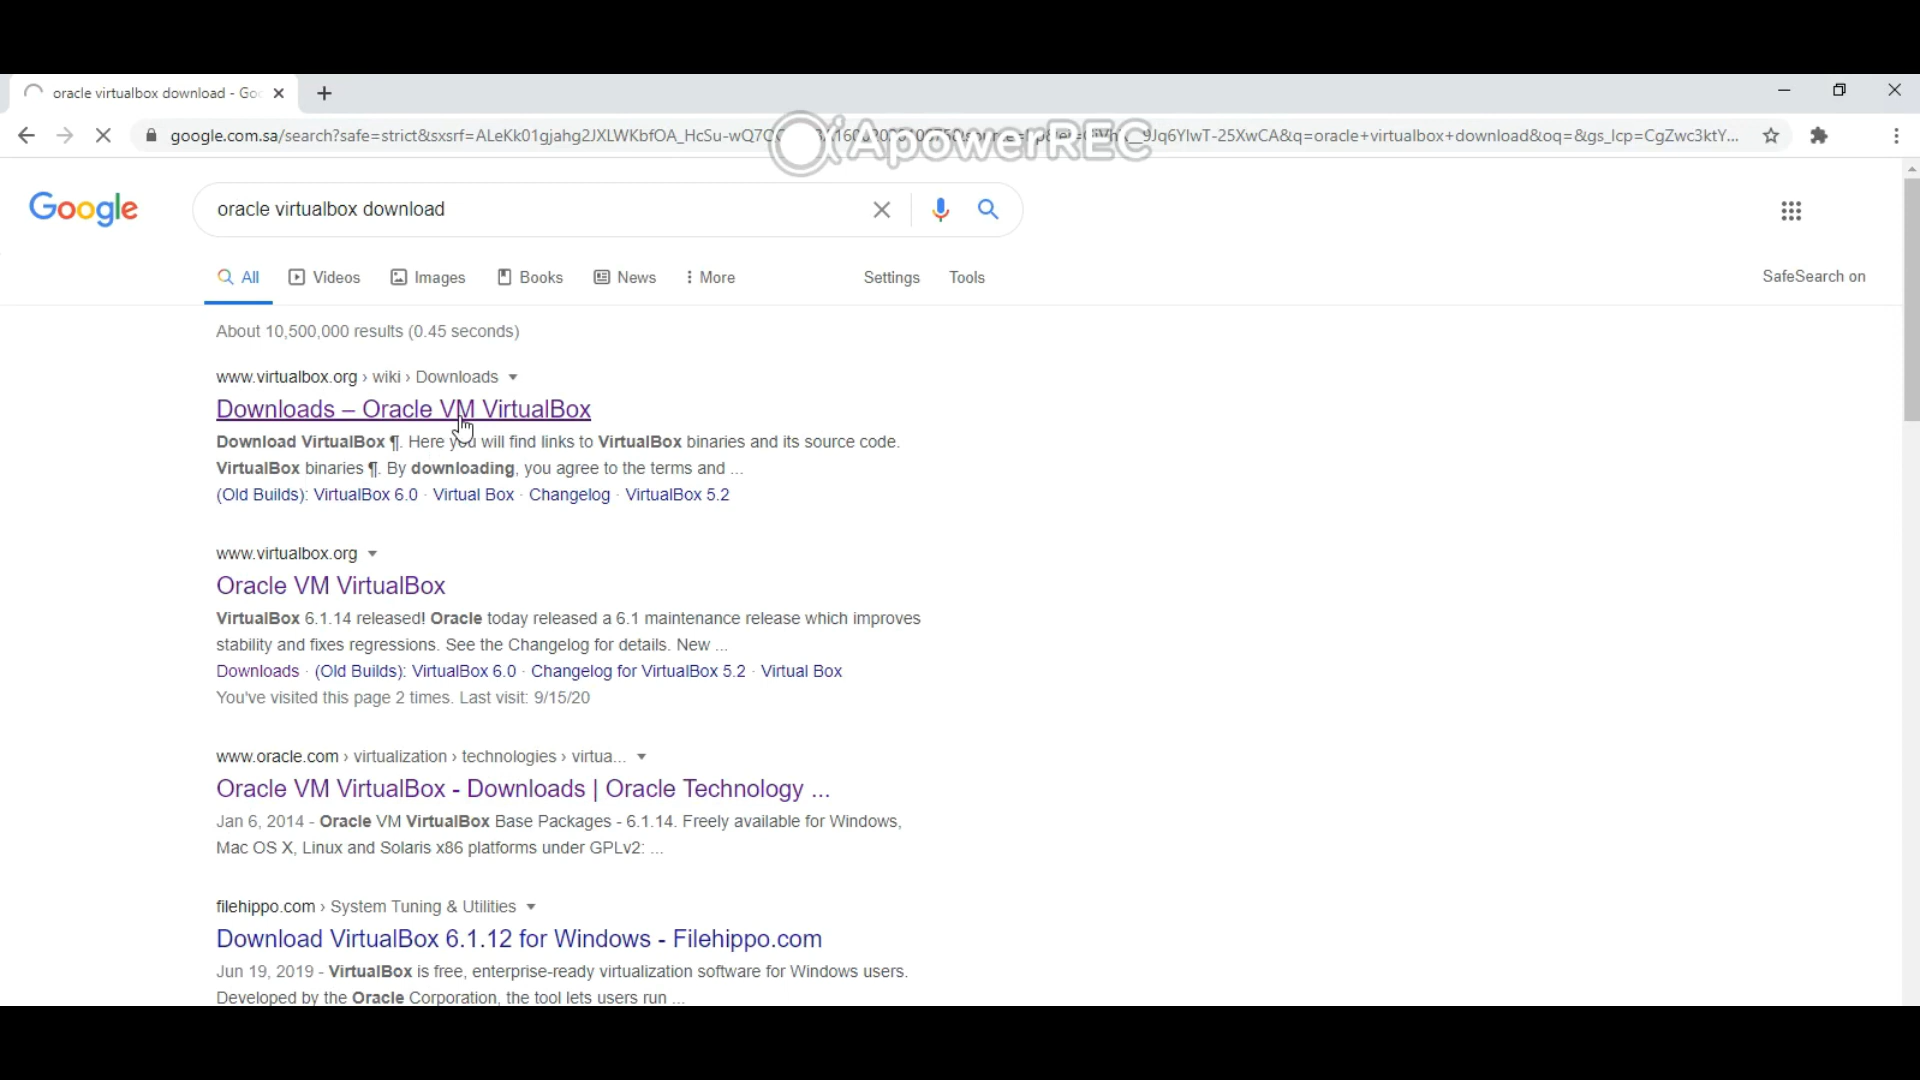 oracle virtualbox download - Goo
google.com.sa/search?safe=strict&sxsrf=ALeKk01gjahg2JXLWKbfOA_HcSu-wQ7
9Jq6YlwT-25XwCA&q=oracle+virtualbox+download&oq=&gs_lcp=CgZwc3ktY...
ApowerREC
Google
oracle virtualbox download
All Videos Images Books News More Settings Tools SafeSearch on
About 10,500,000 results (0.45 seconds)
www.virtualbox.org › wiki › Downloads
Downloads – Oracle VM VirtualBox
Download VirtualBox ¶. Here you will find links to VirtualBox binaries and its source code.
VirtualBox binaries ¶. By downloading, you agree to the terms and ...
(Old Builds): VirtualBox 6.0 · Virtual Box · Changelog · VirtualBox 5.2
www.virtualbox.org
Oracle VM VirtualBox
VirtualBox 6.1.14 released! Oracle today released a 6.1 maintenance release which improves
stability and fixes regressions. See the Changelog for details. New ...
Downloads · (Old Builds): VirtualBox 6.0 · Changelog for VirtualBox 5.2 · Virtual Box
You've visited this page 2 times. Last visit: 9/15/20
www.oracle.com › virtualization › technologies › virtua...
Oracle VM VirtualBox - Downloads | Oracle Technology ...
Jan 6, 2014 - Oracle VM VirtualBox Base Packages - 6.1.14. Freely available for Windows,
Mac OS X, Linux and Solaris x86 platforms under GPLv2: ...
filehippo.com › System Tuning & Utilities
Download VirtualBox 6.1.12 for Windows - Filehippo.com
Jun 19, 2019 - VirtualBox is free, enterprise-ready virtualization software for Windows users.
Developed by the Oracle Corporation, the tool lets users run ...